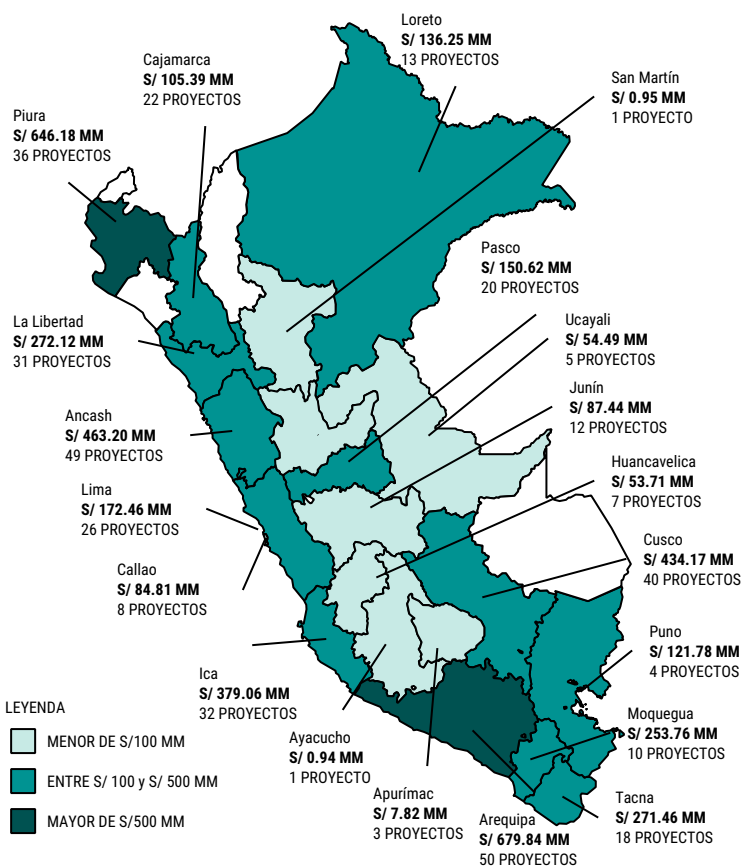 Loreto
S/ 136.25 MM
13 PROYECTOS
Cajamarca
S/ 105.39 MM
22 PROYECTOS
San Martín
S/ 0.95 MM
1 PROYECTO
Piura
S/ 646.18 MM
36 PROYECTOS
Pasco
S/ 150.62 MM
20 PROYECTOS
La Libertad
S/ 272.12 MM
31 PROYECTOS
Ucayali
S/ 54.49 MM
5 PROYECTOS
Junín
S/ 87.44 MM
12 PROYECTOS
Ancash
S/ 463.20 MM
49 PROYECTOS
Huancavelica
S/ 53.71 MM
7 PROYECTOS
Lima
S/ 172.46 MM
26 PROYECTOS
Cusco
S/ 434.17 MM
40 PROYECTOS
Callao
S/ 84.81 MM
8 PROYECTOS
Puno
S/ 121.78 MM
4 PROYECTOS
Ica
S/ 379.06 MM
32 PROYECTOS
Moquegua
S/ 253.76 MM
10 PROYECTOS
Ayacucho
S/ 0.94 MM
1 PROYECTO
Apurímac
S/ 7.82 MM
3 PROYECTOS
Arequipa
S/ 679.84 MM
50 PROYECTOS
Tacna
S/ 271.46 MM
18 PROYECTOS
LEYENDA
MENOR DE S/100 MM
ENTRE S/ 100 y S/ 500 MM
MAYOR DE S/500 MM